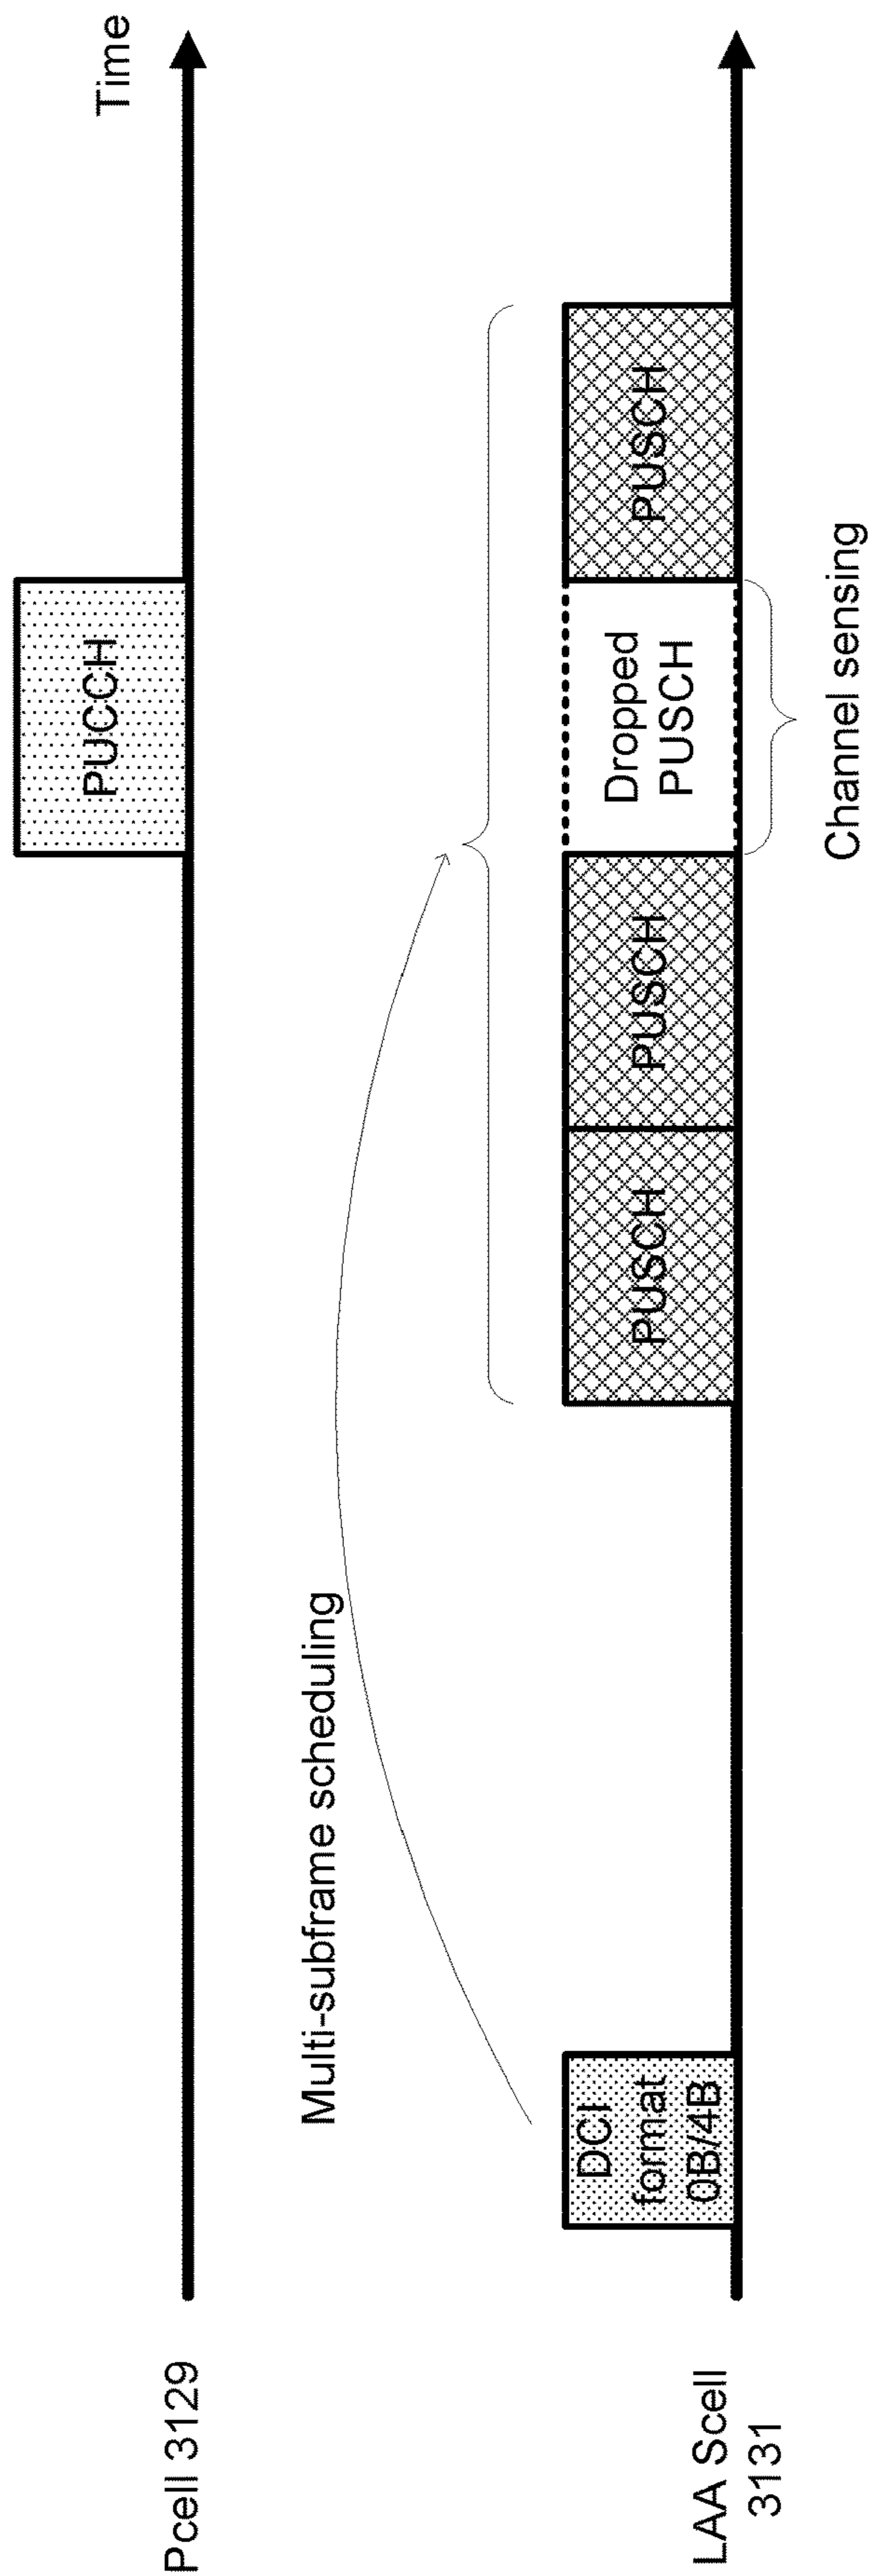 Time
PUCCH
Pcell 3129
Multi-subframe scheduling
DCI
format
0B/4B
PUSCH
PUSCH
Dropped
PUSCH
PUSCH
LAA Scell
3131
Channel sensing